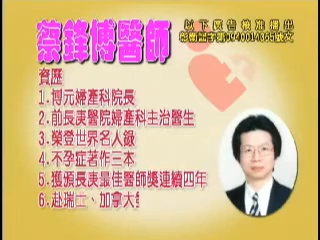 以下廣告機准播出
蔡鋒博醫師
資歷
1.博元婦產科院長
2.前長庚醫院婦產科主治醫生
3.榮登世界名人錄
4.不孕症著作三本
5.獲頒長庚最佳醫師獎連續四年
6.赴瑞士、加拿大